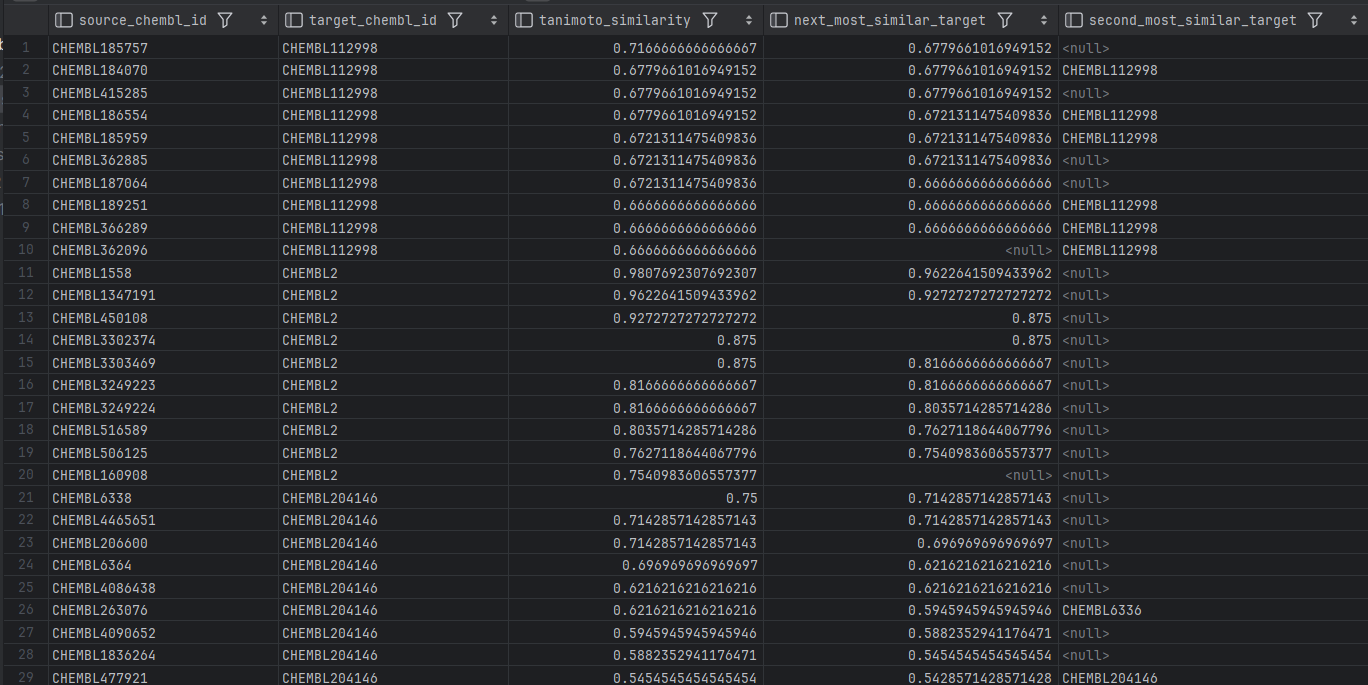 source_chembl_id target_chembl_id tanimoto_similarity next_most_similar_target second_most_similar_target
1 CHEMBL185757 CHEMBL112998 0.7166666666666667 0.6779661016949152 <null>
2 CHEMBL184070 CHEMBL112998 0.6779661016949152 0.6779661016949152 CHEMBL112998
3 CHEMBL415285 CHEMBL112998 0.6779661016949152 0.6779661016949152 <null>
4 CHEMBL186554 CHEMBL112998 0.6779661016949152 0.6721311475409836 CHEMBL112998
5 CHEMBL185959 CHEMBL112998 0.6721311475409836 0.6721311475409836 CHEMBL112998
6 CHEMBL362885 CHEMBL112998 0.6721311475409836 0.6721311475409836 <null>
7 CHEMBL187064 CHEMBL112998 0.6721311475409836 0.6666666666666666 <null>
8 CHEMBL189251 CHEMBL112998 0.6666666666666666 0.6666666666666666 CHEMBL112998
9 CHEMBL366289 CHEMBL112998 0.6666666666666666 0.6666666666666666 CHEMBL112998
10 CHEMBL362096 CHEMBL112998 0.6666666666666666 <null> CHEMBL112998
11 CHEMBL1558 CHEMBL2 0.9807692307692307 0.9622641509433962 <null>
12 CHEMBL1347191 CHEMBL2 0.9622641509433962 0.9272727272727272 <null>
13 CHEMBL450108 CHEMBL2 0.9272727272727272 0.875 <null>
14 CHEMBL3302374 CHEMBL2 0.875 0.875 <null>
15 CHEMBL3303469 CHEMBL2 0.875 0.8166666666666667 <null>
16 CHEMBL3249223 CHEMBL2 0.8166666666666667 0.8166666666666667 <null>
17 CHEMBL3249224 CHEMBL2 0.8166666666666667 0.8035714285714286 <null>
18 CHEMBL516589 CHEMBL2 0.8035714285714286 0.7627118644067796 <null>
19 CHEMBL506125 CHEMBL2 0.7627118644067796 0.7540983606557377 <null>
20 CHEMBL160908 CHEMBL2 0.7540983606557377 <null> <null>
21 CHEMBL6338 CHEMBL204146 0.75 0.7142857142857143 <null>
22 CHEMBL4465651 CHEMBL204146 0.7142857142857143 0.7142857142857143 <null>
23 CHEMBL206600 CHEMBL204146 0.7142857142857143 0.696969696969697 <null>
24 CHEMBL6364 CHEMBL204146 0.696969696969697 0.6216216216216216 <null>
25 CHEMBL4086438 CHEMBL204146 0.6216216216216216 0.6216216216216216 <null>
26 CHEMBL263076 CHEMBL204146 0.6216216216216216 0.5945945945945946 CHEMBL6336
27 CHEMBL4090652 CHEMBL204146 0.5945945945945946 0.5882352941176471 <null>
28 CHEMBL1836264 CHEMBL204146 0.5882352941176471 0.5454545454545454 <null>
29 CHEMBL477921 CHEMBL204146 0.5454545454545454 0.5428571428571428 CHEMBL204146